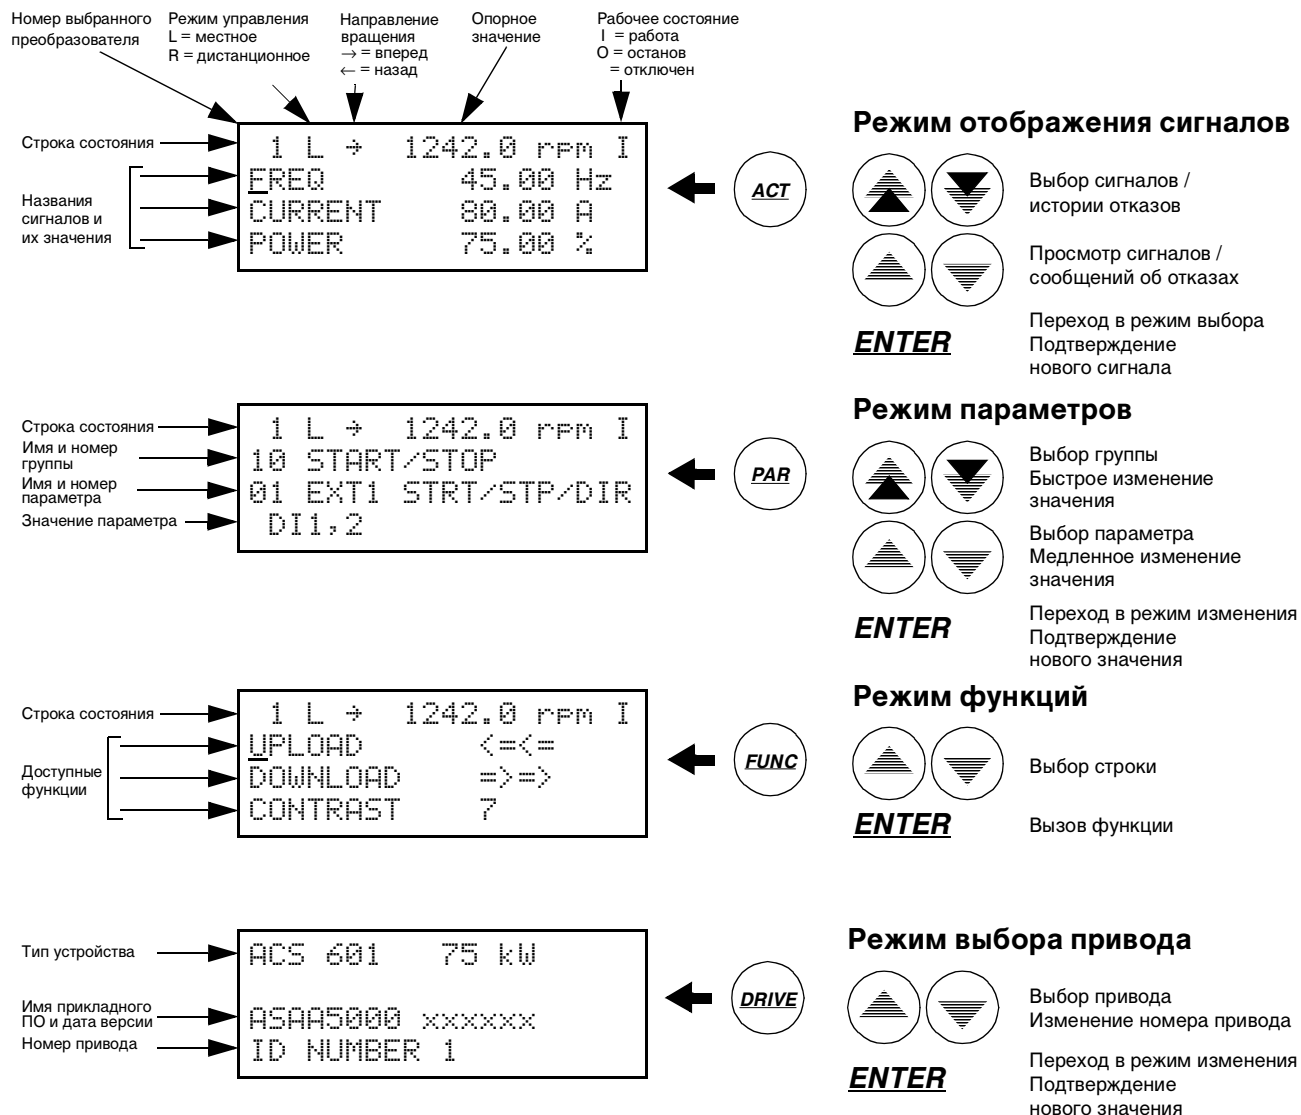 Номер выбранного
преобразователя
Режим управления
L = местное
R = дистанционное
Направление
вращения
→ = вперед
← = назад
Опорное
значение
Рабочее состояние
I = работа
O = останов
= отключен
Строка состояния
1 L → 1242.0 rpm I
FREQ 45.00 Hz
CURRENT 80.00 A
POWER 75.00 %
Названия
сигналов и
их значения
ACT
Режим отображения сигналов
Выбор сигналов /
истории отказов
Просмотр сигналов /
сообщений об отказах
ENTER
Переход в режим выбора
Подтверждение
нового сигнала
Строка состояния
Имя и номер
группы
Имя и номер
параметра
Значение параметра
1 L → 1242.0 rpm I
10 START/STOP
01 EXT1 STRT/STP/DIR
DI1,2
PAR
Режим параметров
Выбор группы
Быстрое изменение
значения
Выбор параметра
Медленное изменение
значения
ENTER
Переход в режим изменения
Подтверждение
нового значения
Строка состояния
Доступные
функции
1 L → 1242.0 rpm I
UPLOAD <=<=
DOWNLOAD =>=>
CONTRAST 7
FUNC
Режим функций
Выбор строки
ENTER
Вызов функции
Тип устройства
Имя прикладного
ПО и дата версии
Номер привода
ACS 601 75 kW
ASAA5000 xxxxxx
ID NUMBER 1
DRIVE
Режим выбора привода
Выбор привода
Изменение номера привода
ENTER
Переход в режим изменения
Подтверждение
нового значения